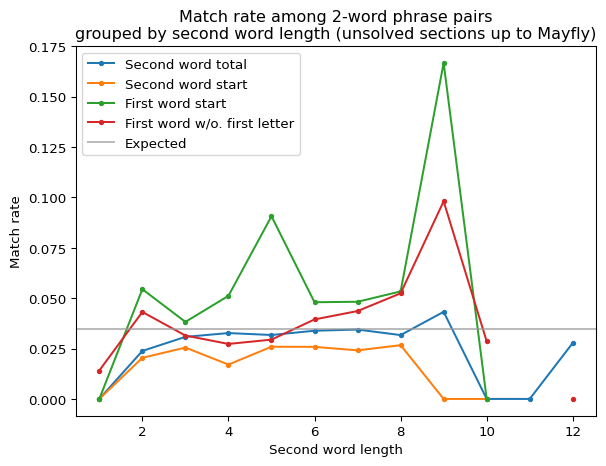 Match rate among 2-word phrase pairs
grouped by second word length (unsolved sections up to Mayfly)
0.175
0.150
0.125
0.100
0.075
0.050
0.025
0.000
Match rate
Second word total
Second word start
First word start
First word w/o. first letter
Expected
2
4
6
8
10
12
Second word length